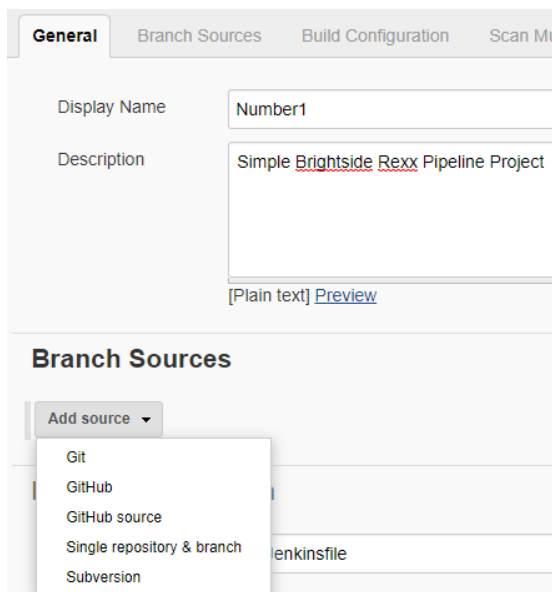 General Branch Sources Build Configuration Scan Mu
Display Name Number1
Description Simple Brightside Rexx Pipeline Project
[Plain text] Preview
Branch Sources
Add source
Git
GitHub
GitHub source
Single repository & branch
Subversion